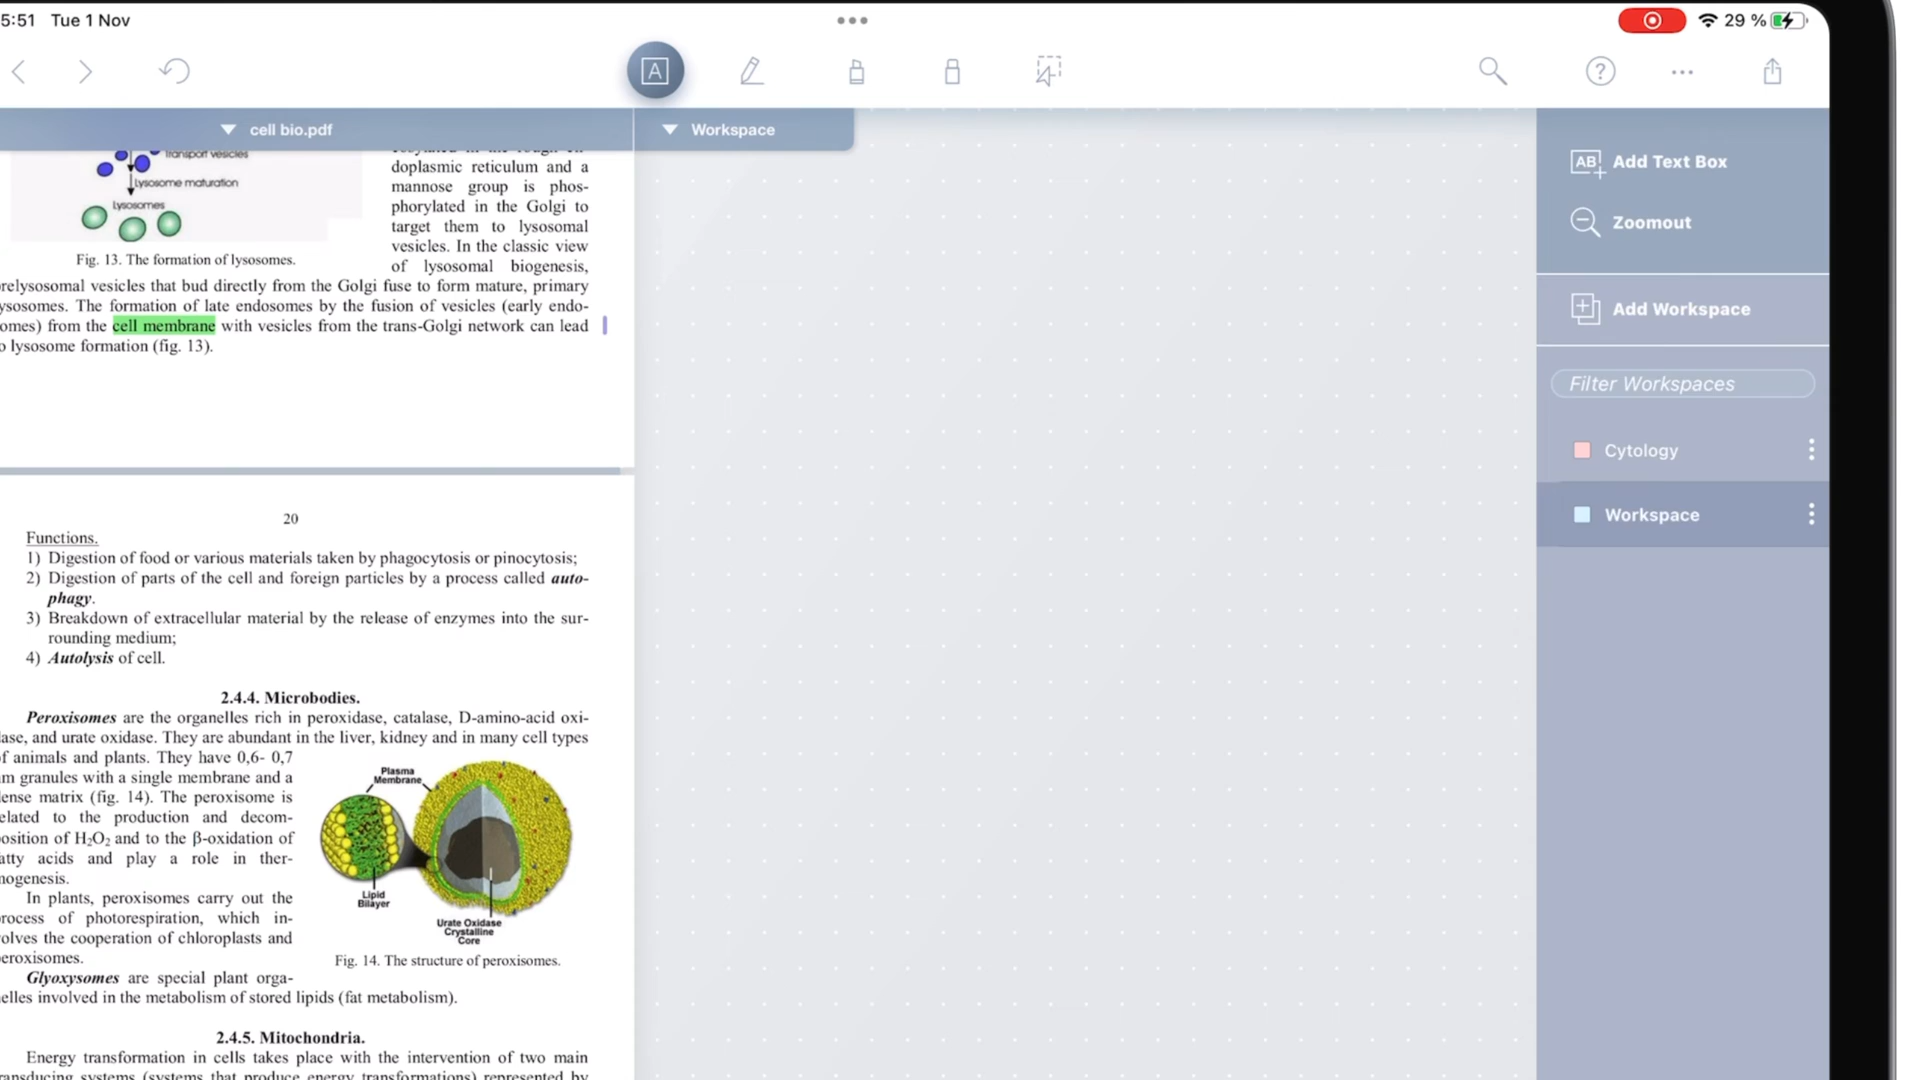 5:51 Tue 1 Nov
29 %
A
cell bio.pdf
Workspace
Transport vesicles
Lysosome maturation
Lysosomes
Fig. 13. The formation of lysosomes.
doplasmic reticulum and a
mannose group is phos-
phorylated in the Golgi to
target them to lysosomal
vesicles. In the classic view
of lysosomal biogenesis,
relysosomal vesicles that bud directly from the Golgi fuse to form mature, primary
ysosomes. The formation of late endosomes by the fusion of vesicles (early endo-
omes) from the cell membrane with vesicles from the trans-Golgi network can lead
o lysosome formation (fig. 13).
20
Functions.
1) Digestion of food or various materials taken by phagocytosis or pinocytosis;
2) Digestion of parts of the cell and foreign particles by a process called auto-
phagy.
3) Breakdown of extracellular material by the release of enzymes into the sur-
rounding medium;
4) Autolysis of cell.
2.4.4. Microbodies.
Peroxisomes are the organelles rich in peroxidase, catalase, D-amino-acid oxi-
ase, and urate oxidase. They are abundant in the liver, kidney and in many cell types
f animals and plants. They have 0,6- 0,7
m granules with a single membrane and a
ense matrix (fig. 14). The peroxisome is
elated to the production and decom-
osition of H2O2 and to the β-oxidation of
atty acids and play a role in ther-
nogenesis.
In plants, peroxisomes carry out the
rocess of photorespiration, which in-
olves the cooperation of chloroplasts and
eroxisomes.
Glyoxysomes are special plant orga-
elles involved in the metabolism of stored lipids (fat metabolism).
Plasma
Membrane
Lipid
Bilayer
Urate Oxidase
Crystalline
Core
Fig. 14. The structure of peroxisomes.
2.4.5. Mitochondria.
Energy transformation in cells takes place with the intervention of two main
ansducing systems (systems that produce energy transformations) represented by
AB Add Text Box
Zoomout
Add Workspace
Filter Workspaces
Cytology
Workspace